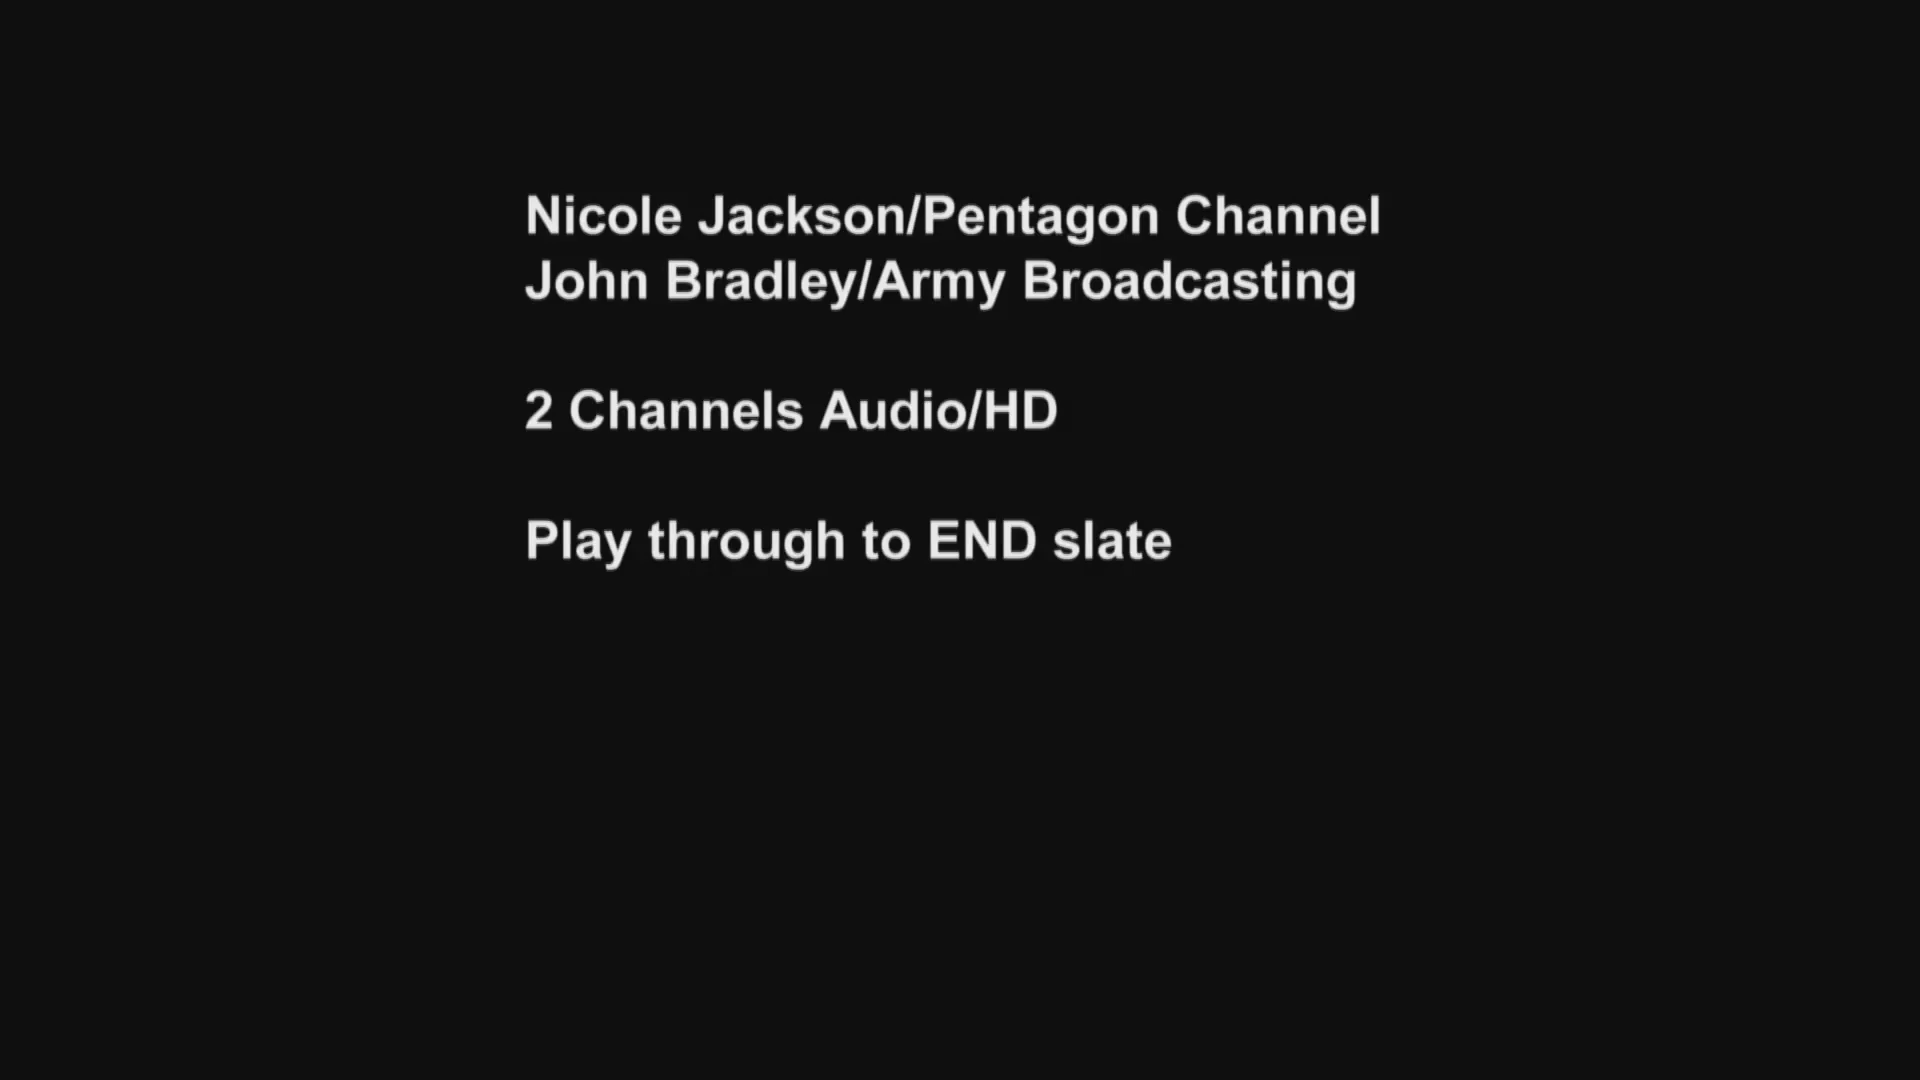 Nicole Jackson/Pentagon Channel
John Bradley/Army Broadcasting
2 Channels Audio/HD
Play through to END slate